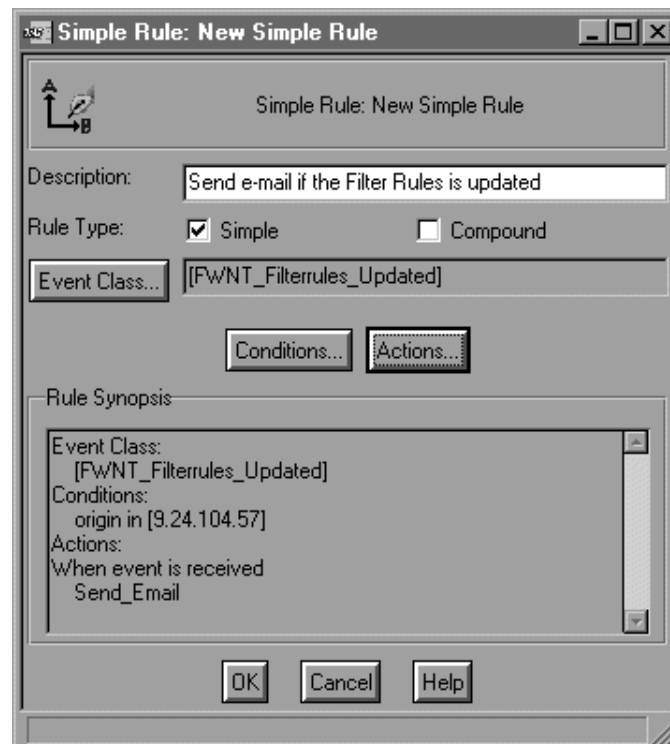 Simple Rule: New Simple Rule
A
B
Simple Rule: New Simple Rule
Description: Send e-mail if the Filter Rules is updated
Rule Type: Simple Compound
Event Class... [FWNT_Filterrules_Updated]
Conditions... Actions...
Rule Synopsis
Event Class:
[FWNT_Filterrules_Updated]
Conditions:
origin in [9.24.104.57]
Actions:
When event is received
Send_Email
OK Cancel Help